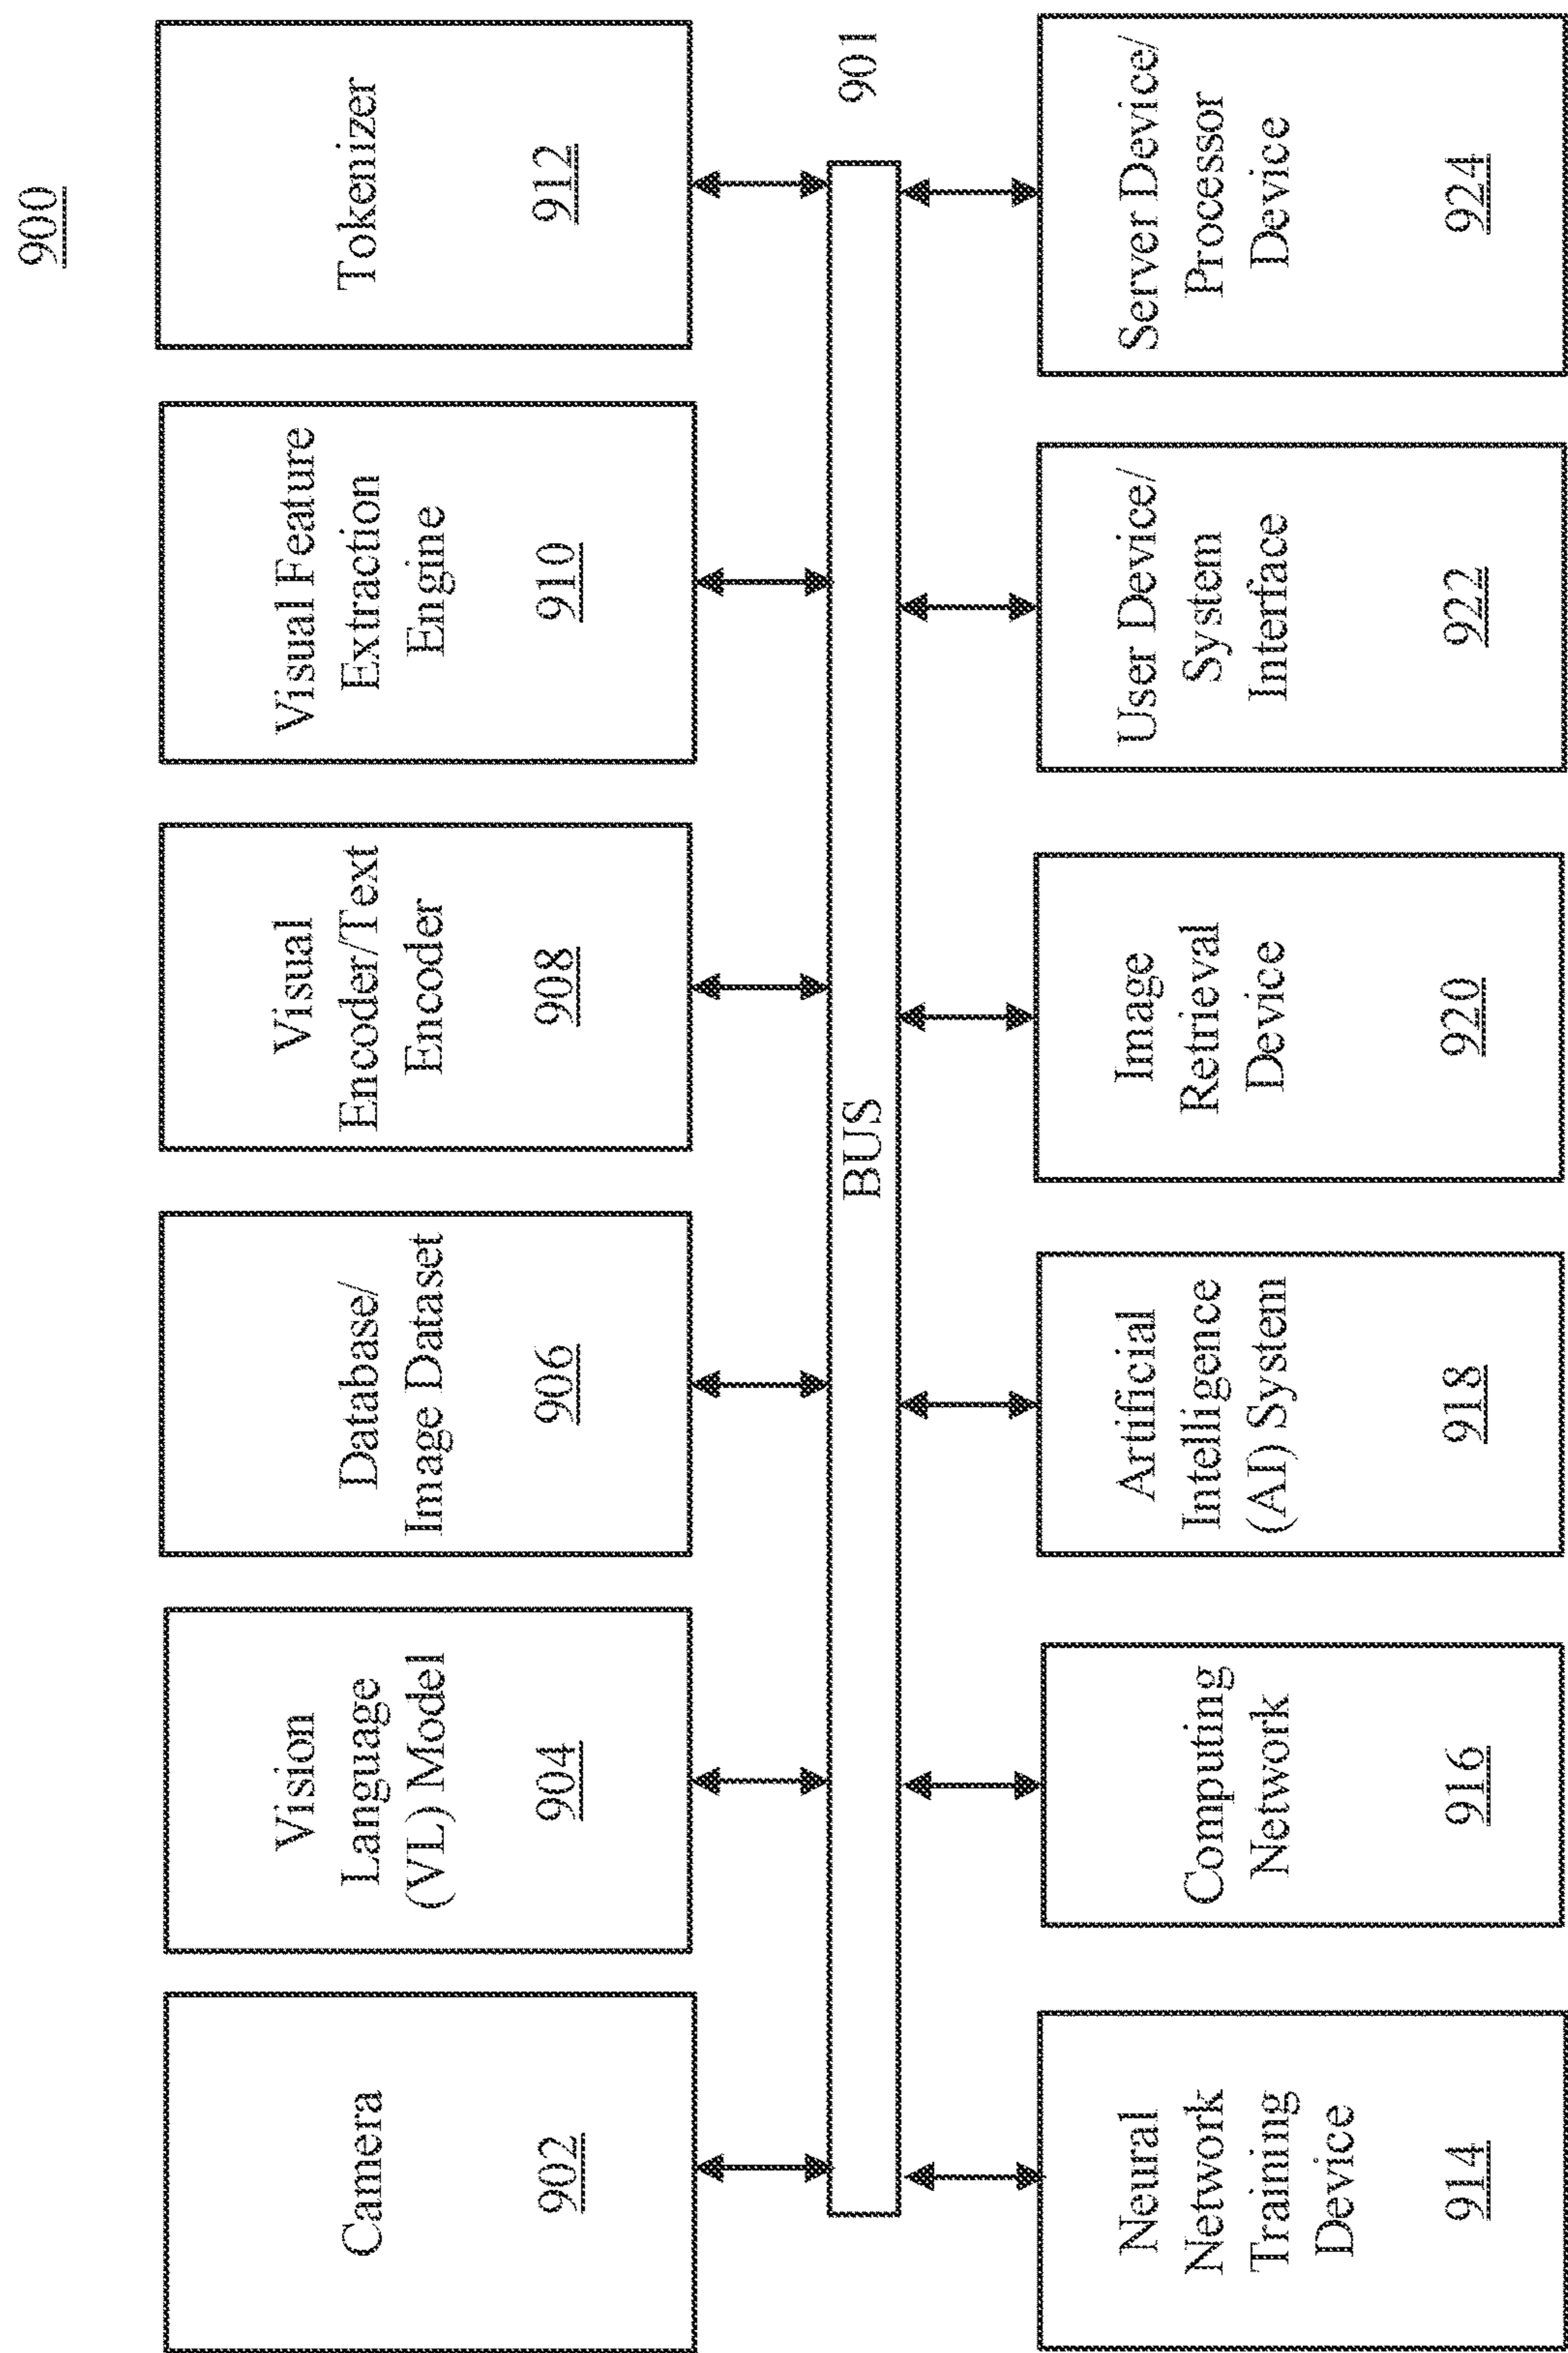 900
Camera
902
Vision
Language
(VL) Model
904
Database/
Image Dataset
906
Visual
Encoder/Text
Encoder
908
Visual Feature
Extraction
Engine
910
Tokenizer
912
BUS
901
Neural
Network
Training
Device
914
Computing
Network
916
Artificial
Intelligence
(AI) System
918
Image
Retrieval
Device
920
User Device/
System
Interface
922
Server Device/
Processor
Device
924